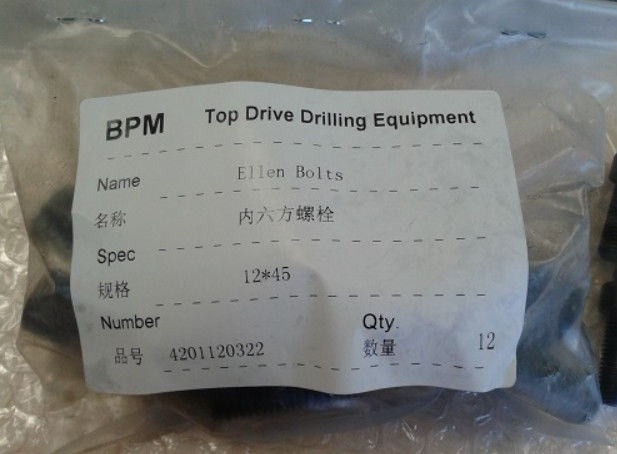 BPM Top Drive Drilling Equipment
Name Ellen Bolts
名称 内六方螺栓
Spec
规格 12*45
Number Qty.
品号 4201120322 数量 12